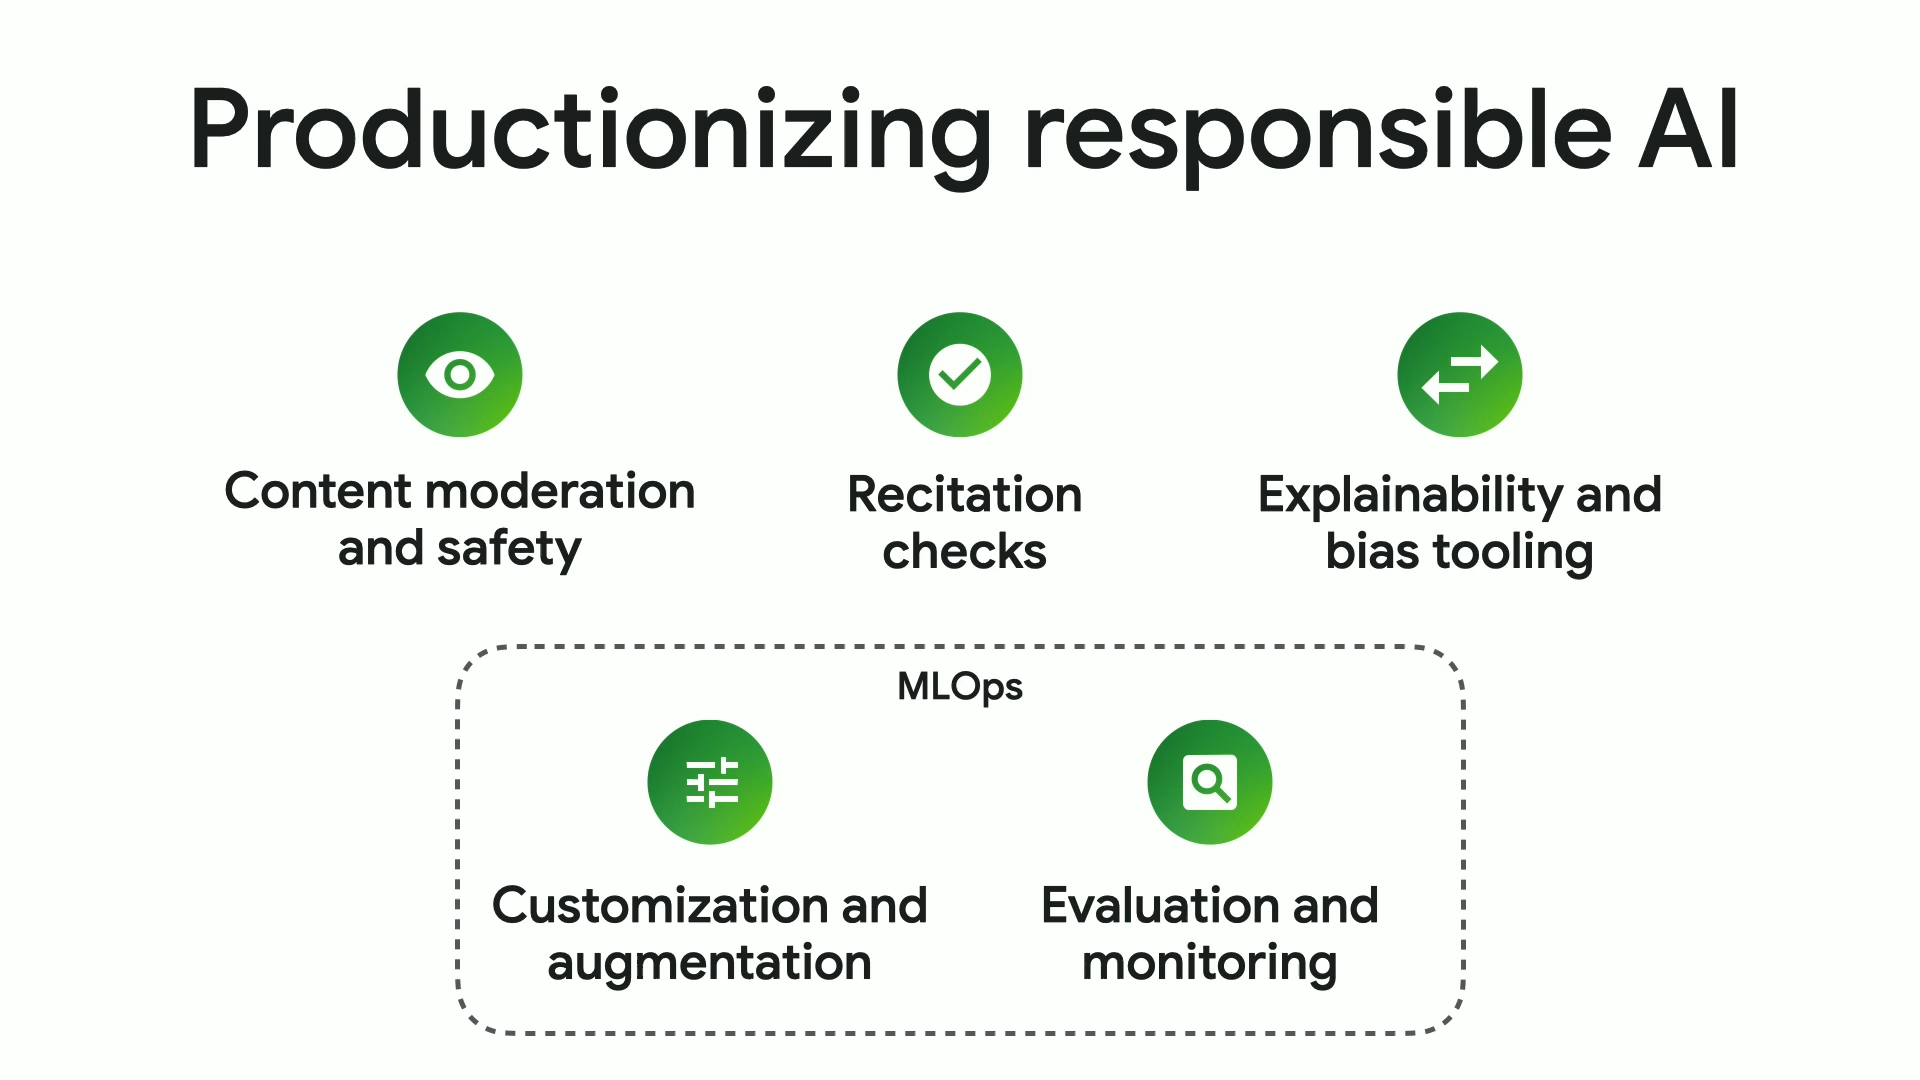 Productionizing responsible AI
Content moderation
and safety
Recitation
checks
Explainability and
bias tooling
MLOps
Customization and
augmentation
Evaluation and
monitoring